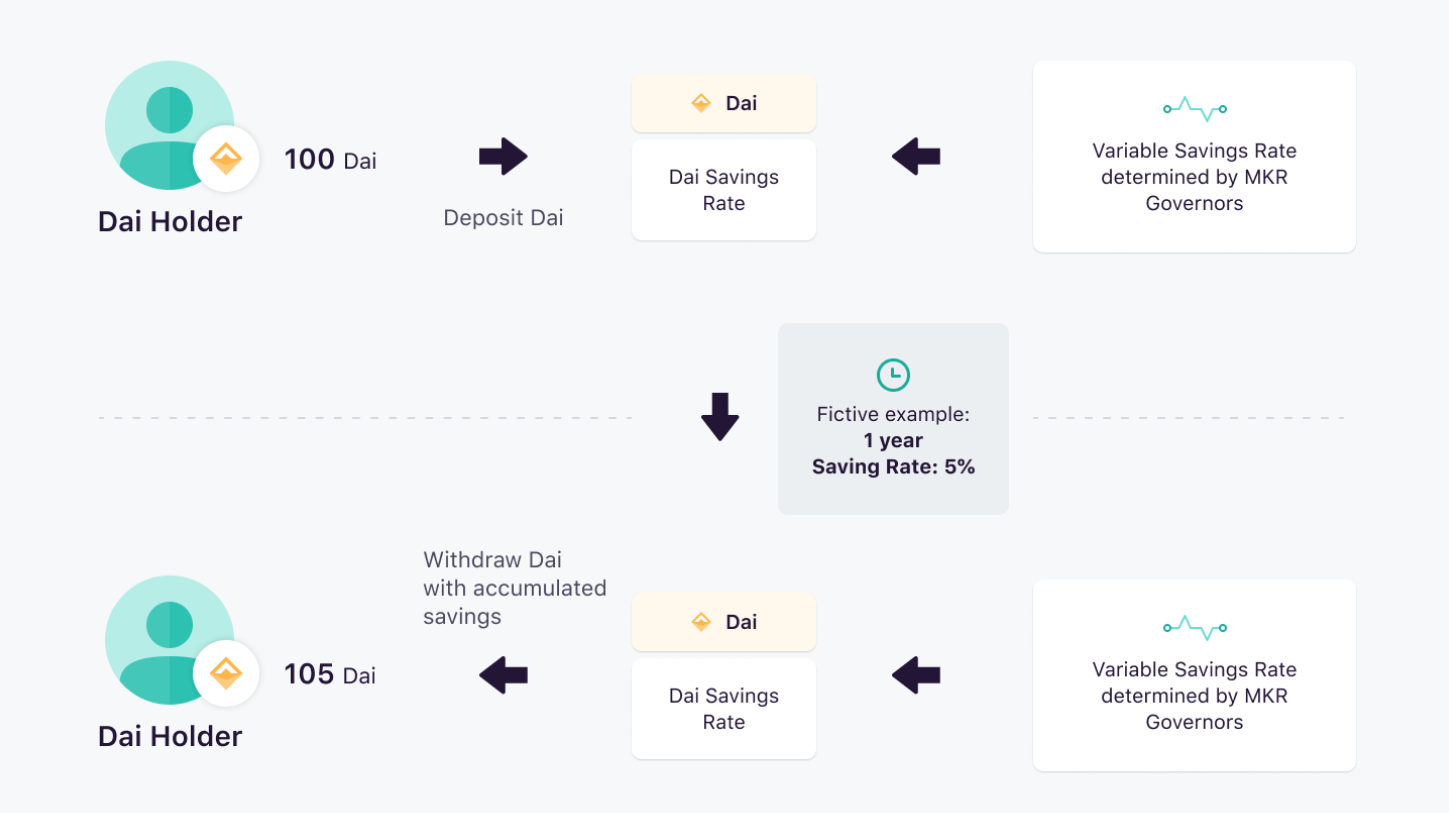 100 Dai
Dai Holder
Deposit Dai
Dai
Dai Savings
Rate
Variable Savings Rate
determined by MKR
Governors
Fictive example:
1 year
Saving Rate: 5%
105 Dai
Dai Holder
Withdraw Dai
with accumulated
savings
Dai
Dai Savings
Rate
Variable Savings Rate
determined by MKR
Governors